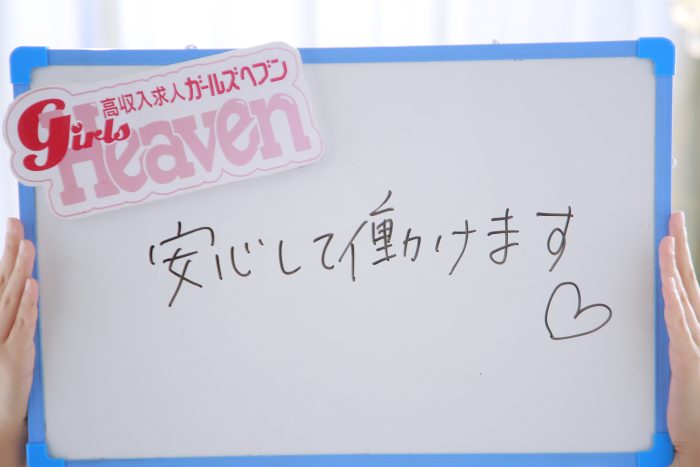 高収入求人ガールズヘブン
Girls
Heaven
安心して働けます